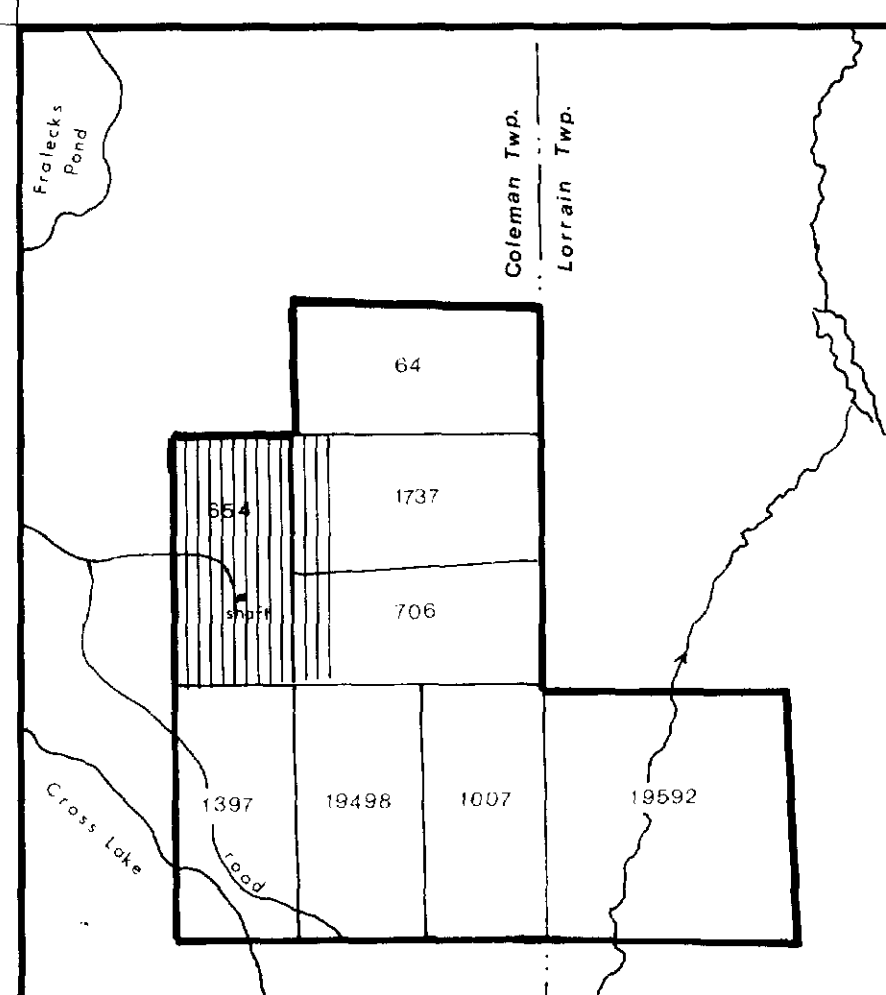 Fralecks
Pond
Coleman Twp.
Lorrain Twp.
64
654
1737
shaft
706
1397
19498
1007
19592
Cross Lake
road